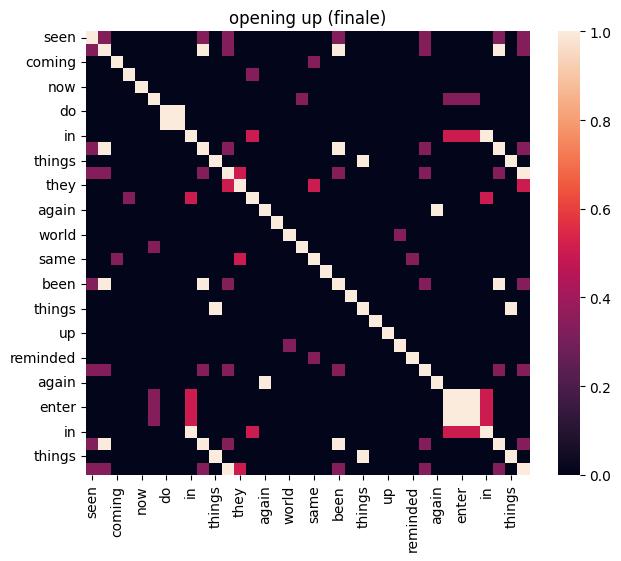 opening up (finale)
seen
coming
now
do
in
things
they
again
world
same
been
things
up
reminded
again
enter
in
things
seen
coming
now
do
in
things
they
again
world
same
been
things
up
reminded
again
enter
in
things
1.0
0.8
0.6
0.4
0.2
0.0